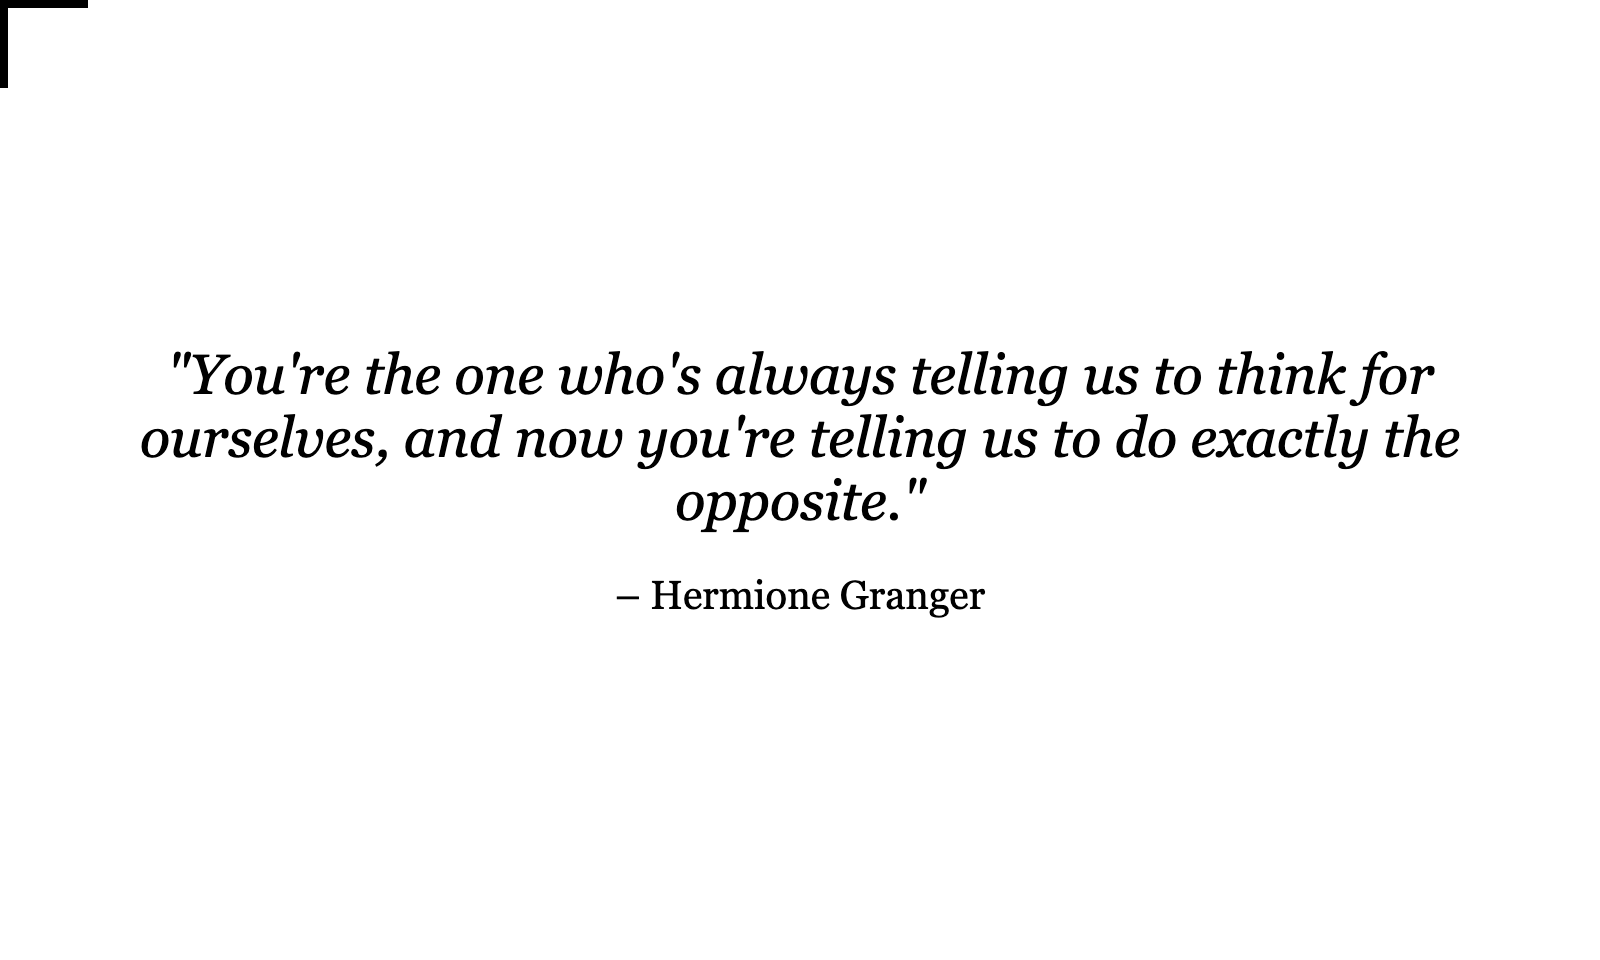 "You're the one who's always telling us to think for
ourselves, and now you're telling us to do exactly the
opposite."
– Hermione Granger